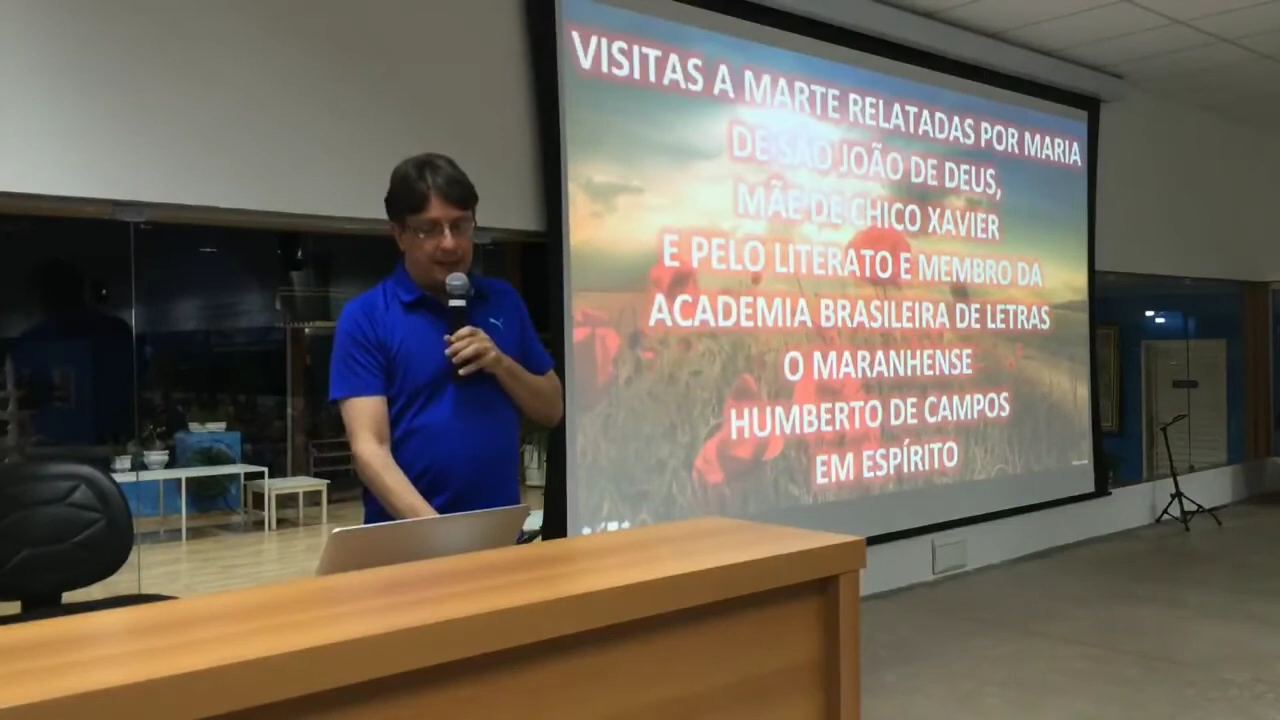 VISITAS A MARTE RELATADAS POR MARIA
DE SÃO JOÃO DE DEUS,
MÃE DE CHICO XAVIER
E PELO LITERATO E MEMBRO DA
ACADEMIA BRASILEIRA DE LETRAS
O MARANHENSE
HUMBERTO DE CAMPOS
EM ESPÍRITO